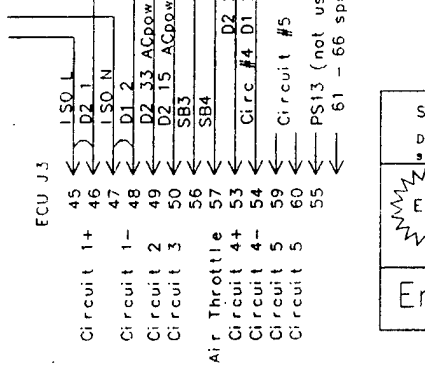 ECU J3
ISO L
D2 1
ISO N
D1 2
D2 33 ACpow
D2 15 ACpow
SB3
SB4
D2
Circ #4 D1
Circuit #5
PS13 (not us
61 - 66 spa
45
46
47
48
49
50
56
57
53
54
59
60
55
Circuit 1+
Circuit 1-
Circuit 2
Circuit 3
Air Throttle
Circuit 4+
Circuit 4-
Circuit 5
Circuit 5
S
D
s
E
Er